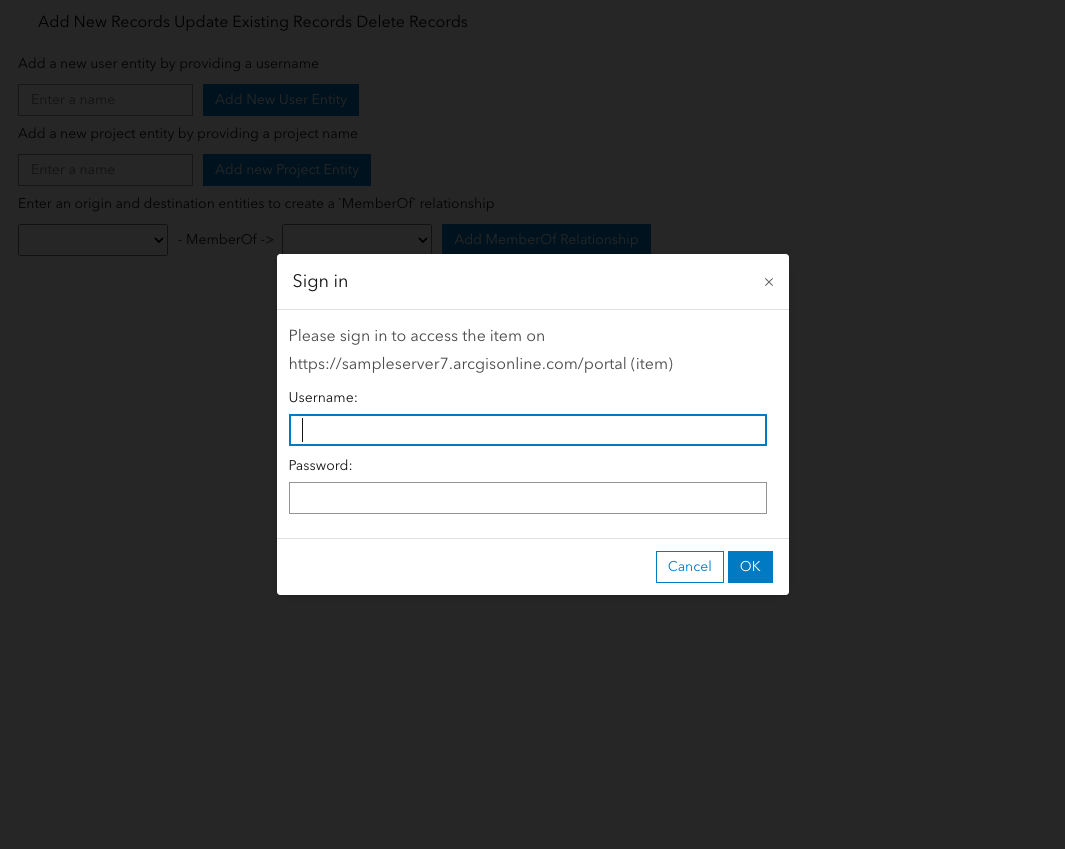 Add New Records Update Existing Records Delete Records
Add a new user entity by providing a username
Enter a name Add New User Entity
Add a new project entity by providing a project name
Enter a name Add new Project Entity
Enter an origin and destination entities to create a `MemberOf` relationship
- MemberOf -> Add MemberOf Relationship
Sign in ×
Please sign in to access the item on
https://sampleserver7.arcgisonline.com/portal (item)
Username:
Password:
Cancel OK